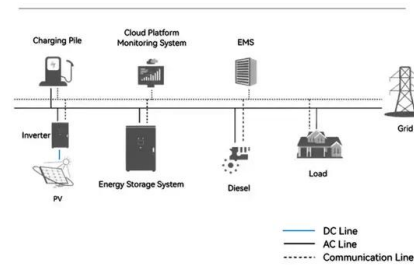 Charging Pile
Cloud Platform
Monitoring System
EMS
Grid
Inverter
PV
Energy Storage System
Diesel
Load
DC Line
AC Line
Communication Line